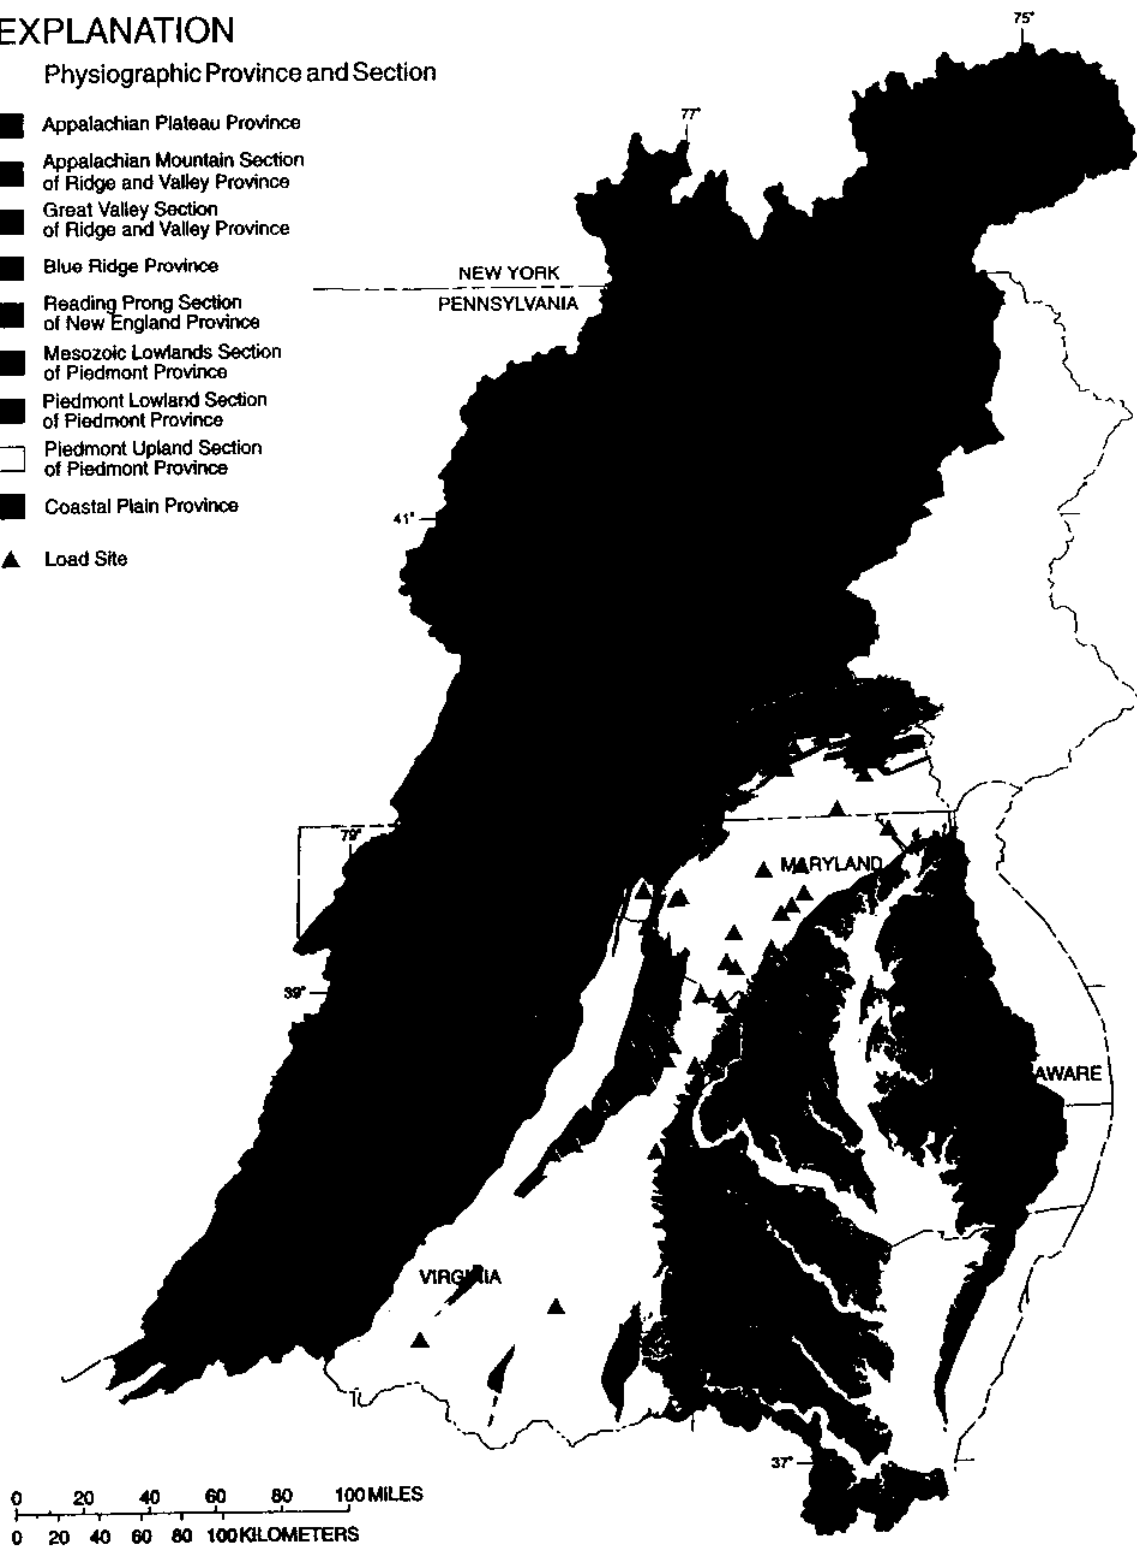 EXPLANATION
Physiographic Province and Section
Appalachian Plateau Province
Appalachian Mountain Section
of Ridge and Valley Province
Great Valley Section
of Ridge and Valley Province
Blue Ridge Province
Reading Prong Section
of New England Province
Mesozoic Lowlands Section
of Piedmont Province
Piedmont Lowland Section
of Piedmont Province
Piedmont Upland Section
of Piedmont Province
Coastal Plain Province
Load Site
75°
77°
NEW YORK
PENNSYLVANIA
41°
79°
MARYLAND
39°
AWARE
VIRGINIA
37°
0 20 40 60 80 100 MILES
0 20 40 60 80 100 KILOMETERS